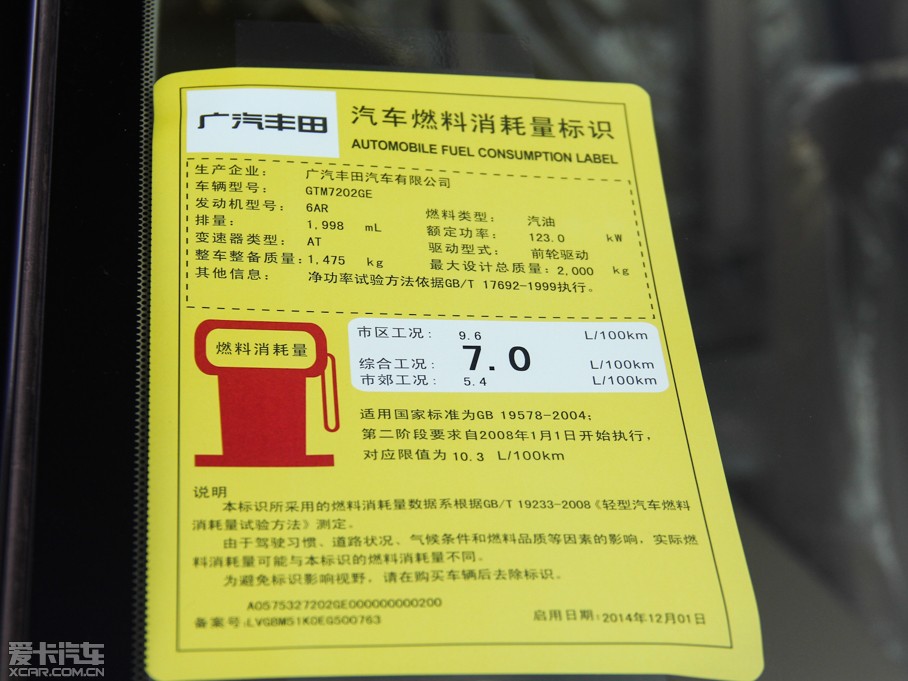 广汽丰田
汽车燃料消耗量标识
AUTOMOBILE FUEL CONSUMPTION LABEL
生产企业： 广汽丰田汽车有限公司
车辆型号： GTM7202GE
发动机型号： 6AR 燃料类型： 汽油
排量： 1,998 mL 额定功率： 123.0 kW
变速器类型： AT 驱动型式： 前轮驱动
整车整备质量：1,475 kg 最大设计总质量：2,000 kg
其他信息： 净功率试验方法依据GB/T 17692-1999执行。
燃料消耗量
市区工况： 9.6 L/100km
综合工况： 7.0 L/100km
市郊工况： 5.4 L/100km
适用国家标准为GB 19578-2004；
第二阶段要求自2008年1月1日开始执行，
对应限值为 10.3 L/100km
说明
本标识所采用的燃料消耗量数据系根据GB/T 19233-2008《轻型汽车燃料
消耗量试验方法》测定。
由于驾驶习惯、道路状况、气候条件和燃料品质等因素的影响，实际燃
料消耗量可能与本标识的燃料消耗量不同。
为避免标识影响视野，请在购买车辆后去除标识。
A0575327202GE000000000200
备案号:LVGBM51K0EG500763 启用日期:2014年12月01日
爱卡汽车
XCAR.COM.CN